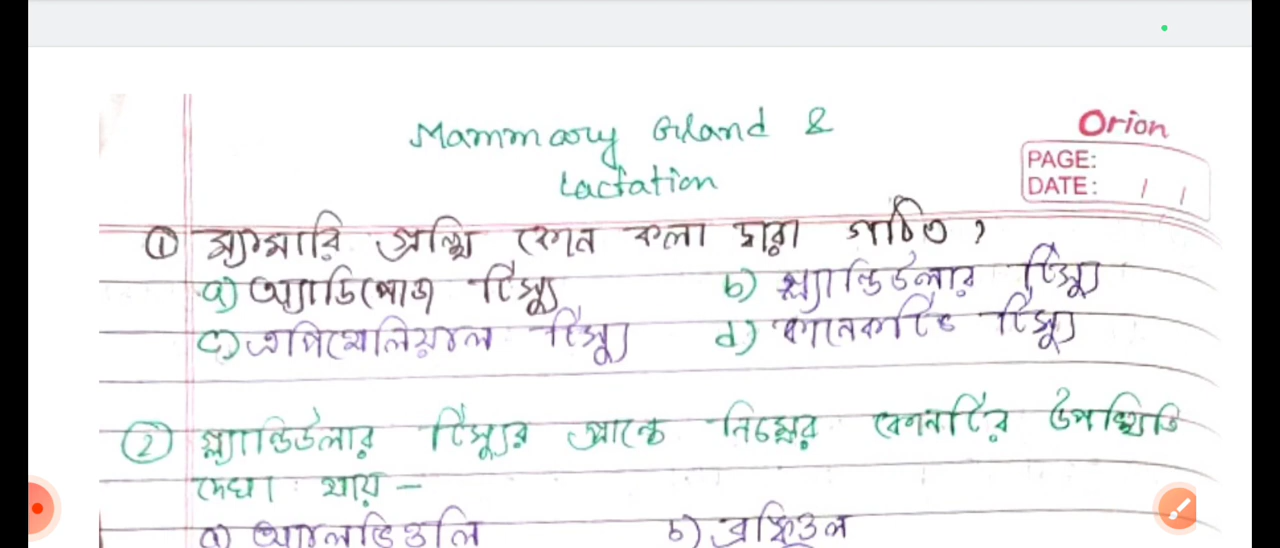 Mammary Gland &
Lactation
Orion
PAGE:
DATE: / /
① ম্যামারি গ্রন্থি কোন কলা দ্বারা গঠিত?
a) অ্যাডিপোজ টিস্যু b) গ্ল্যান্ডিউলার টিস্যু
c) এপিথেলিয়াল টিস্যু d) কানেকটিভ টিস্যু
② গ্ল্যান্ডিউলার টিস্যুর প্রান্তে নিম্নের কোনটির উপস্থিতি
দেখা যায় –
a) অ্যালভিওলি b) ব্রঙ্কিওল